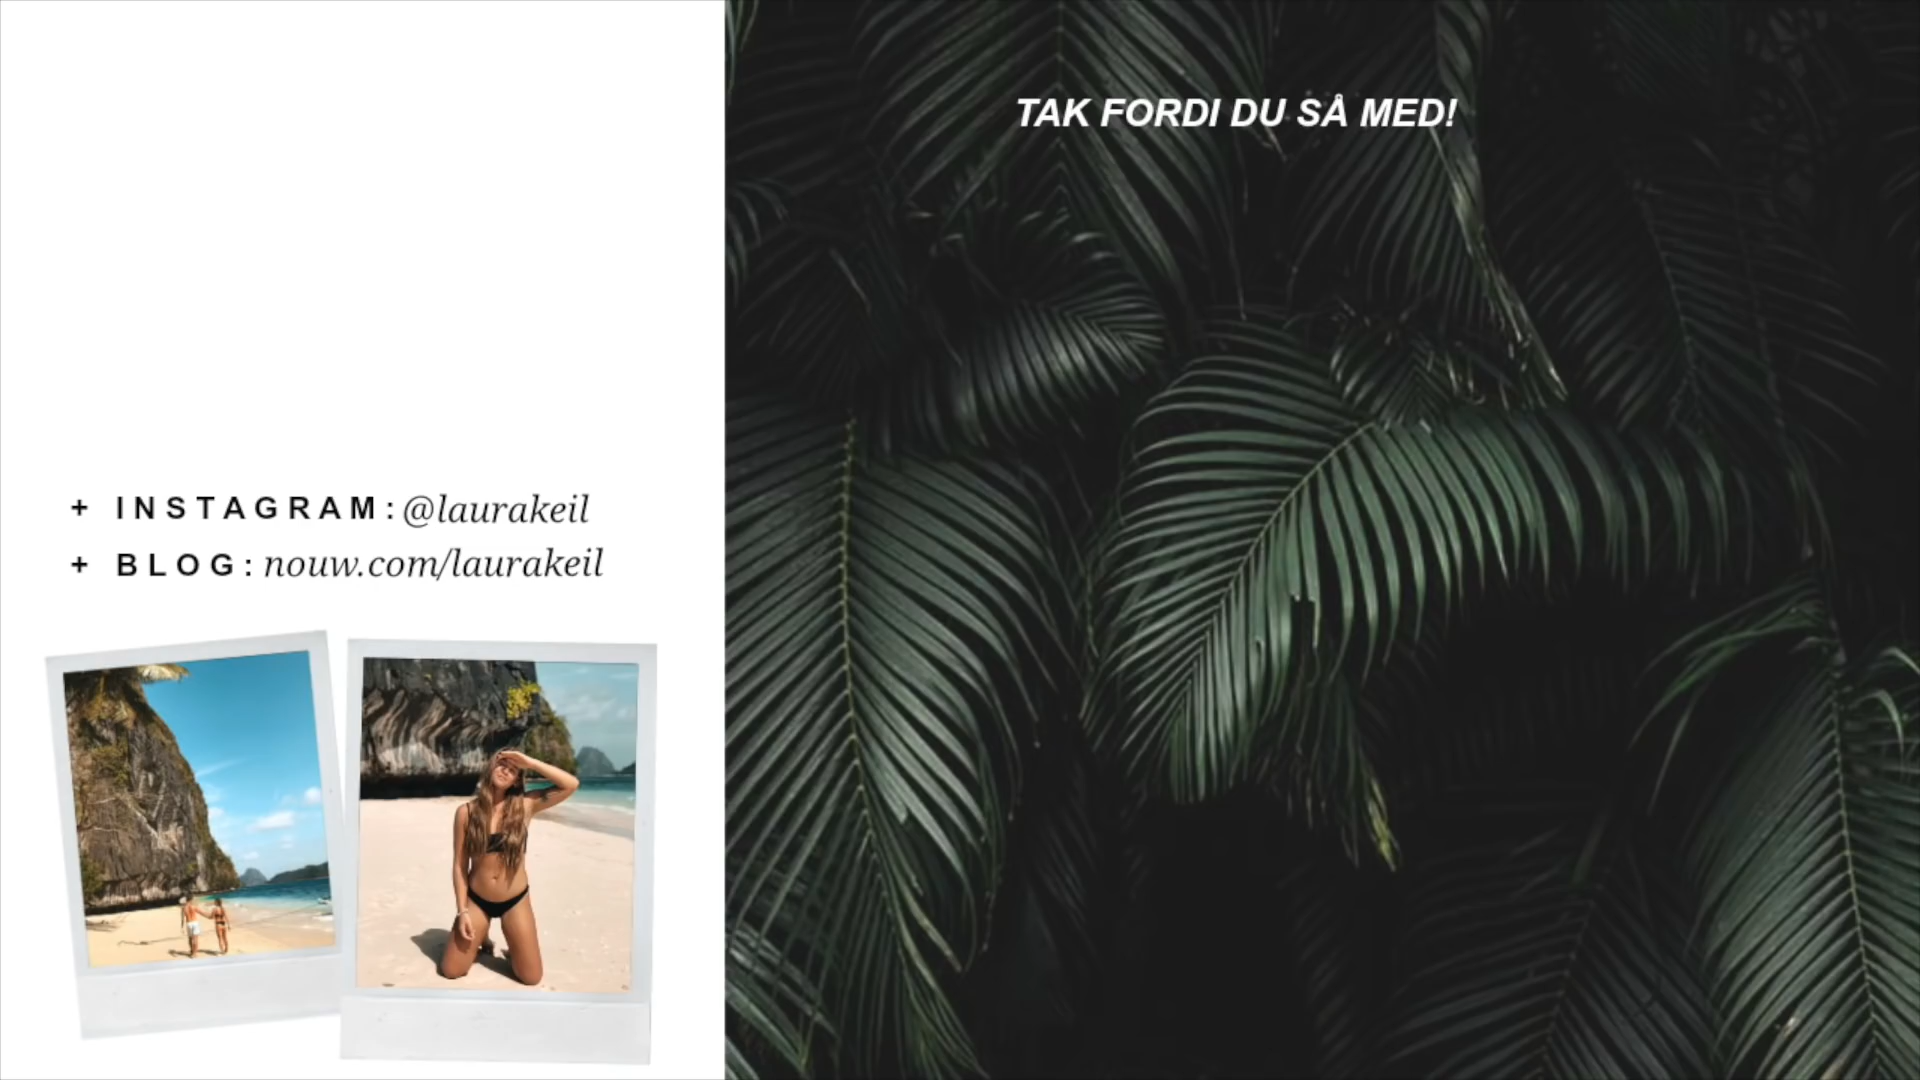 TAK FORDI DU SÅ MED!
+ INSTAGRAM: @laurakeil
+ BLOG: nouw.com/laurakeil